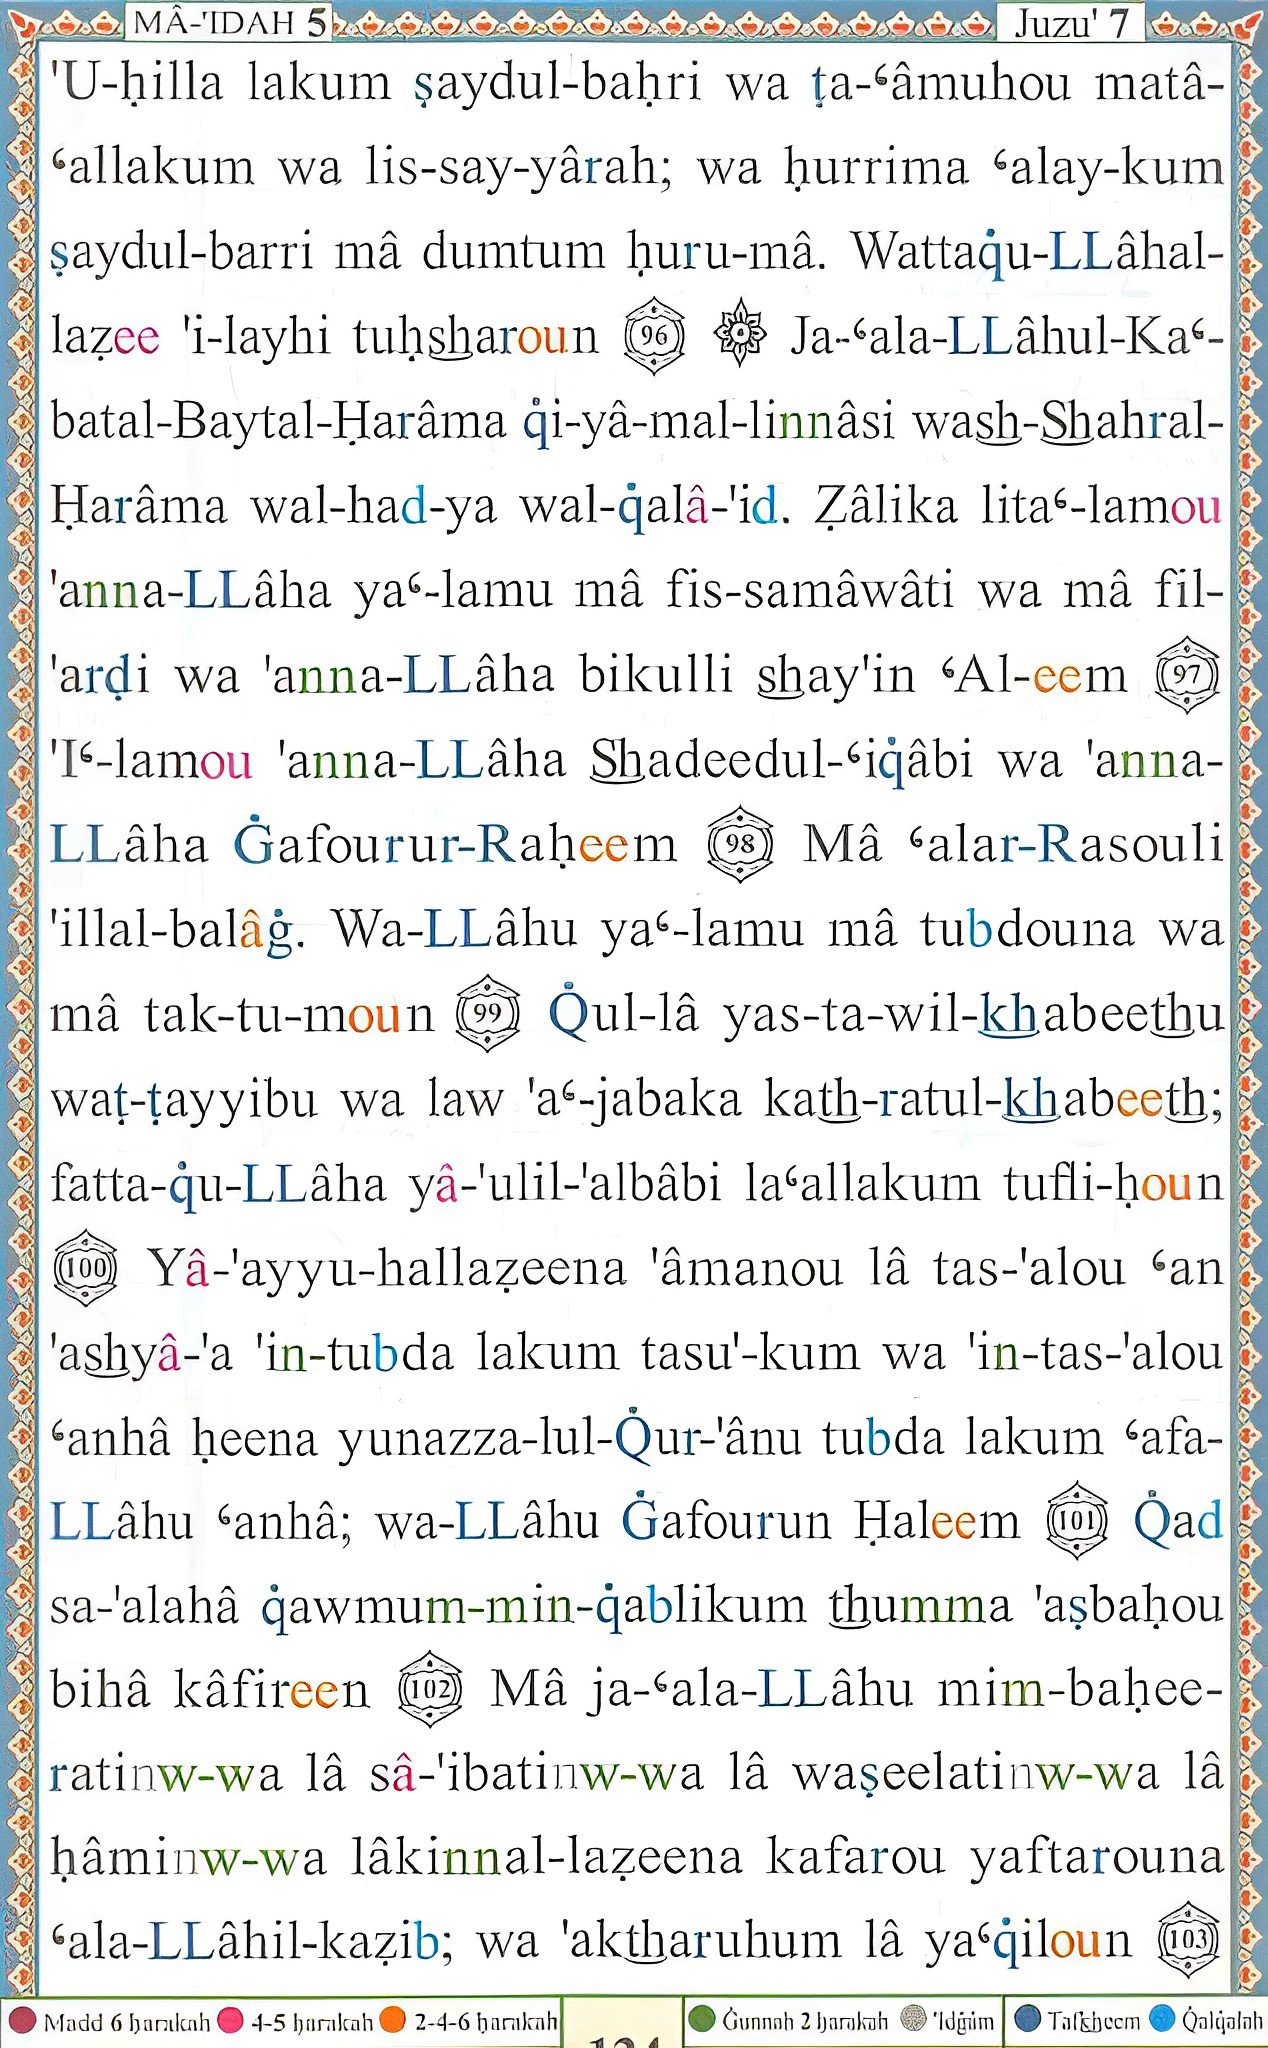 MÂ-'IDAH 5 Juzu' 7
'U-ḥilla lakum ṣaydul-baḥri wa ṭa-ʿâmuhou matâ-
ʿallakum wa lis-say-yârah; wa ḥurrima ʿalay-kum
ṣaydul-barri mâ dumtum ḥuru-mâ. Wattaq̇u-LLâhal-
laẓee 'i-layhi tuḥsharoun 96 Ja-ʿala-LLâhul-Kaʿ-
batal-Baytal-Ḥarâma q̇i-yâ-mal-linnâsi wash-Shahral-
Ḥarâma wal-had-ya wal-q̇alâ-'id. Ẓâlika litaʿ-lamou
'anna-LLâha yaʿ-lamu mâ fis-samâwâti wa mâ fil-
'arḍi wa 'anna-LLâha bikulli shay'in ʿAl-eem 97
'Iʿ-lamou 'anna-LLâha Shadeedul-ʿiq̇âbi wa 'anna-
LLâha Ġafourur-Raḥeem 98 Mâ ʿalar-Rasouli
'illal-balâġ. Wa-LLâhu yaʿ-lamu mâ tubdouna wa
mâ tak-tu-moun 99 Q̇ul-lâ yas-ta-wil-khabeethu
waṭ-ṭayyibu wa law 'aʿ-jabaka kath-ratul-khabeeth;
fatta-q̇u-LLâha yâ-'ulil-'albâbi laʿallakum tufli-ḥoun
100 Yâ-'ayyu-hallaẓeena 'âmanou lâ tas-'alou ʿan
'ashyâ-'a 'in-tubda lakum tasu'-kum wa 'in-tas-'alou
ʿanhâ ḥeena yunazza-lul-Q̇ur-'ânu tubda lakum ʿafa-
LLâhu ʿanhâ; wa-LLâhu Ġafourun Ḥaleem 101 Q̇ad
sa-'alahâ q̇awmum-min-q̇ablikum thumma 'aṣbaḥou
bihâ kâfireen 102 Mâ ja-ʿala-LLâhu mim-baḥee-
ratinw-wa lâ sâ-'ibatinw-wa lâ waṣeelatinw-wa lâ
ḥâminw-wa lâkinnal-laẓeena kafarou yaftarouna
ʿala-LLâhil-kaẓib; wa 'aktharuhum lâ yaʿq̇iloun 103
Madd 6 ḥarakah 4-5 ḥarakah 2-4-6 ḥarakah Ġunnah 2 ḥarakah 'Idġâm Tafkheem Q̇alq̇alah